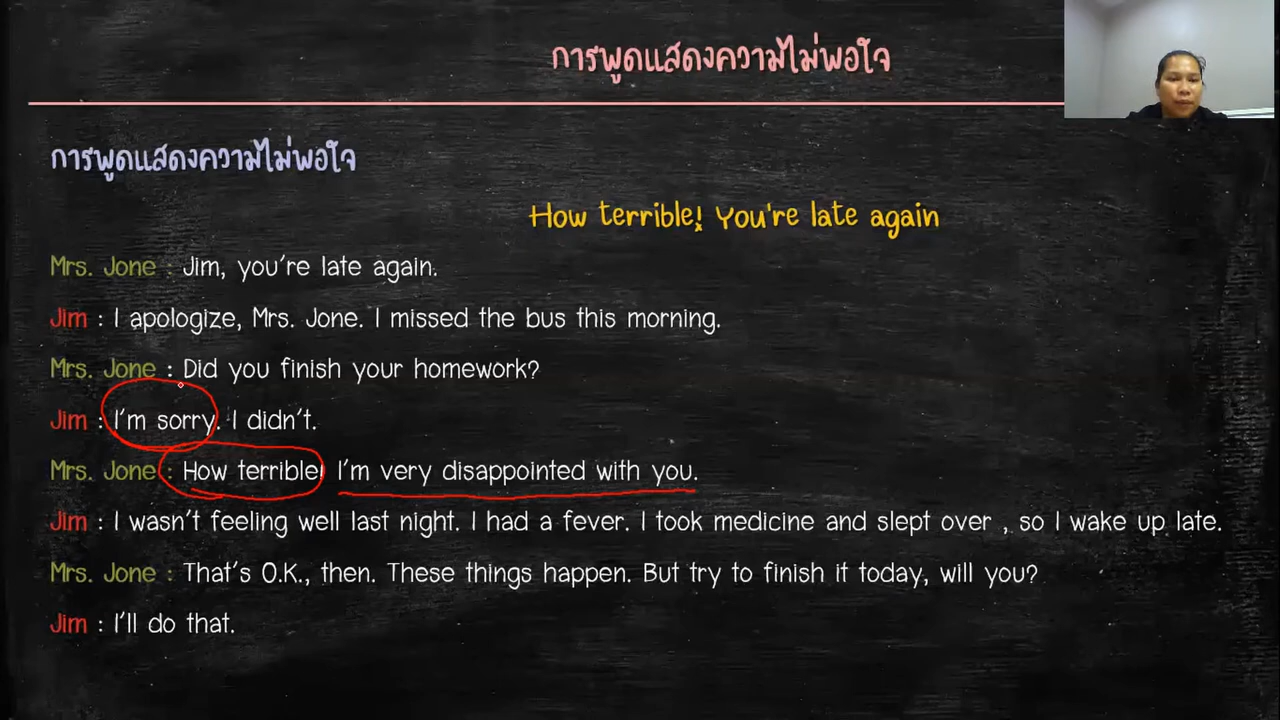 การพูดแสดงความไม่พอใจ
การพูดแสดงความไม่พอใจ
How terrible! You're late again
Mrs. Jone : Jim, you're late again.
Jim : I apologize, Mrs. Jone. I missed the bus this morning.
Mrs. Jone : Did you finish your homework?
Jim : I'm sorry. I didn't.
Mrs. Jone : How terrible! I'm very disappointed with you.
Jim : I wasn't feeling well last night. I had a fever. I took medicine and slept over , so I wake up late.
Mrs. Jone : That's O.K., then. These things happen. But try to finish it today, will you?
Jim : I'll do that.